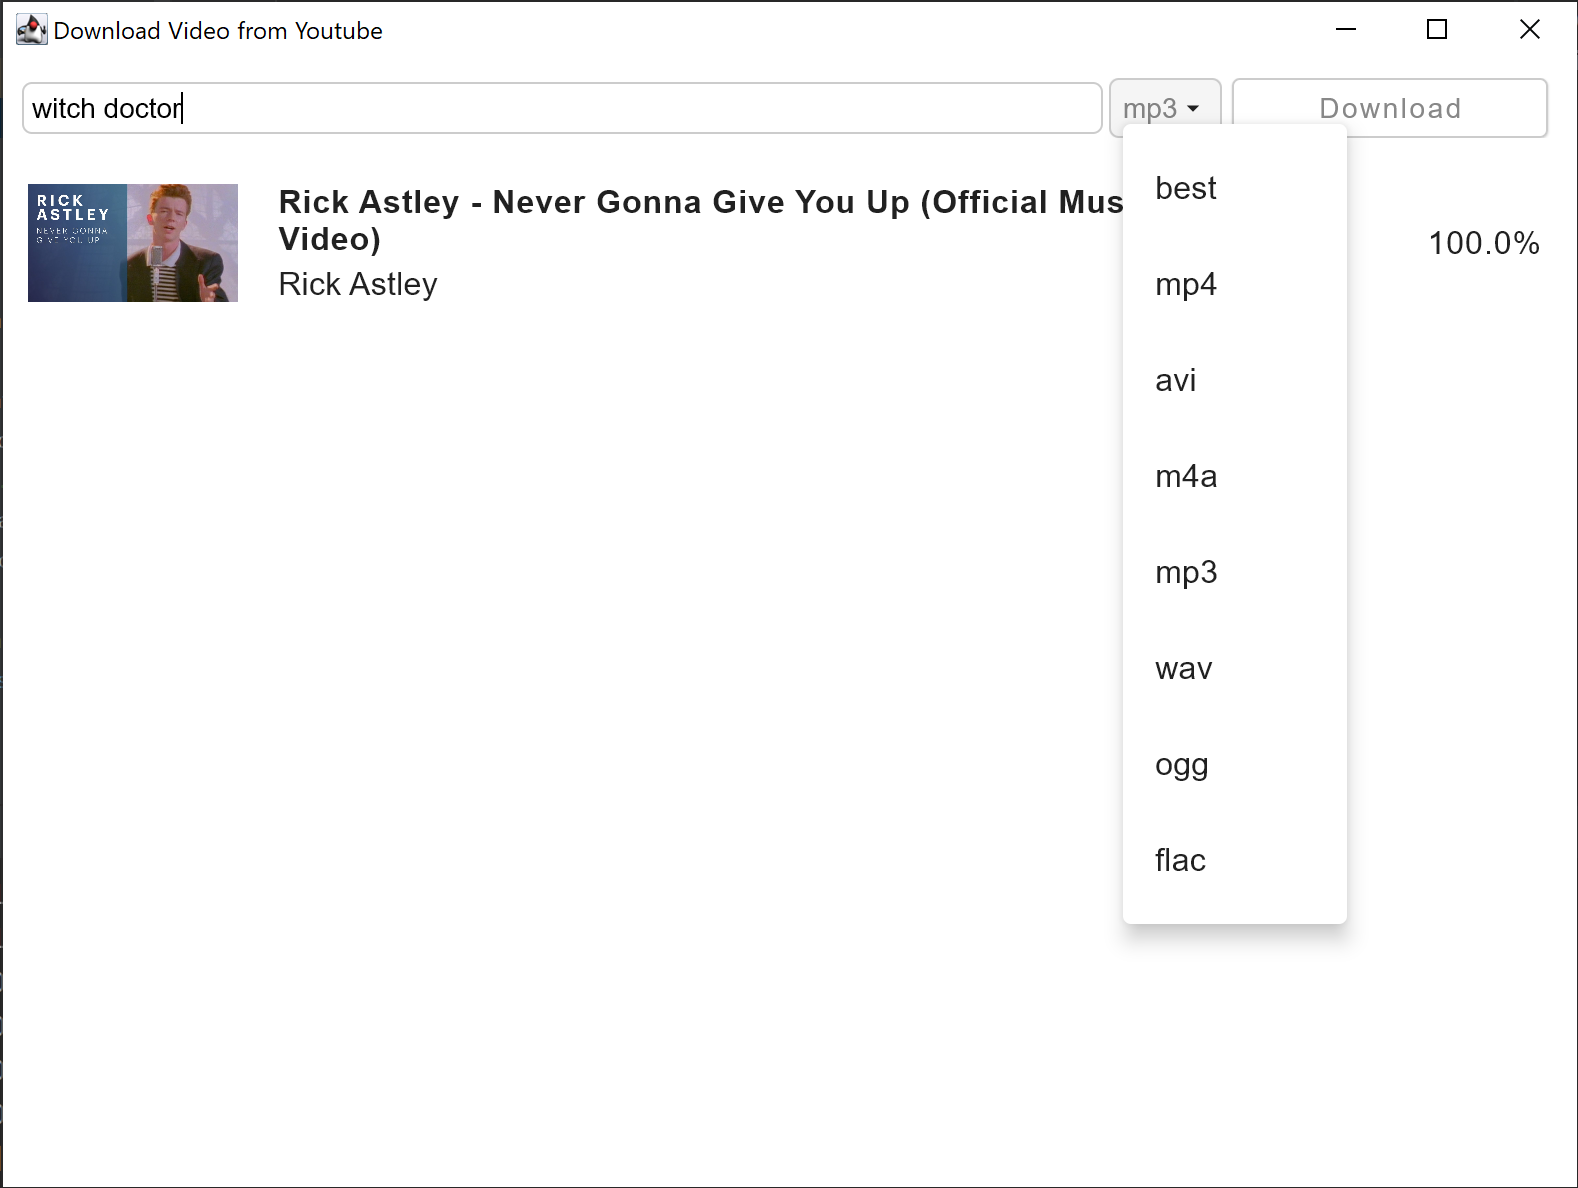 Download Video from Youtube
witch doctor
mp3
Download
RICK
ASTLEY
NEVER GONNA
GIVE YOU UP
Rick Astley - Never Gonna Give You Up (Official Mus
Video)
Rick Astley
100.0%
best
mp4
avi
m4a
mp3
wav
ogg
flac